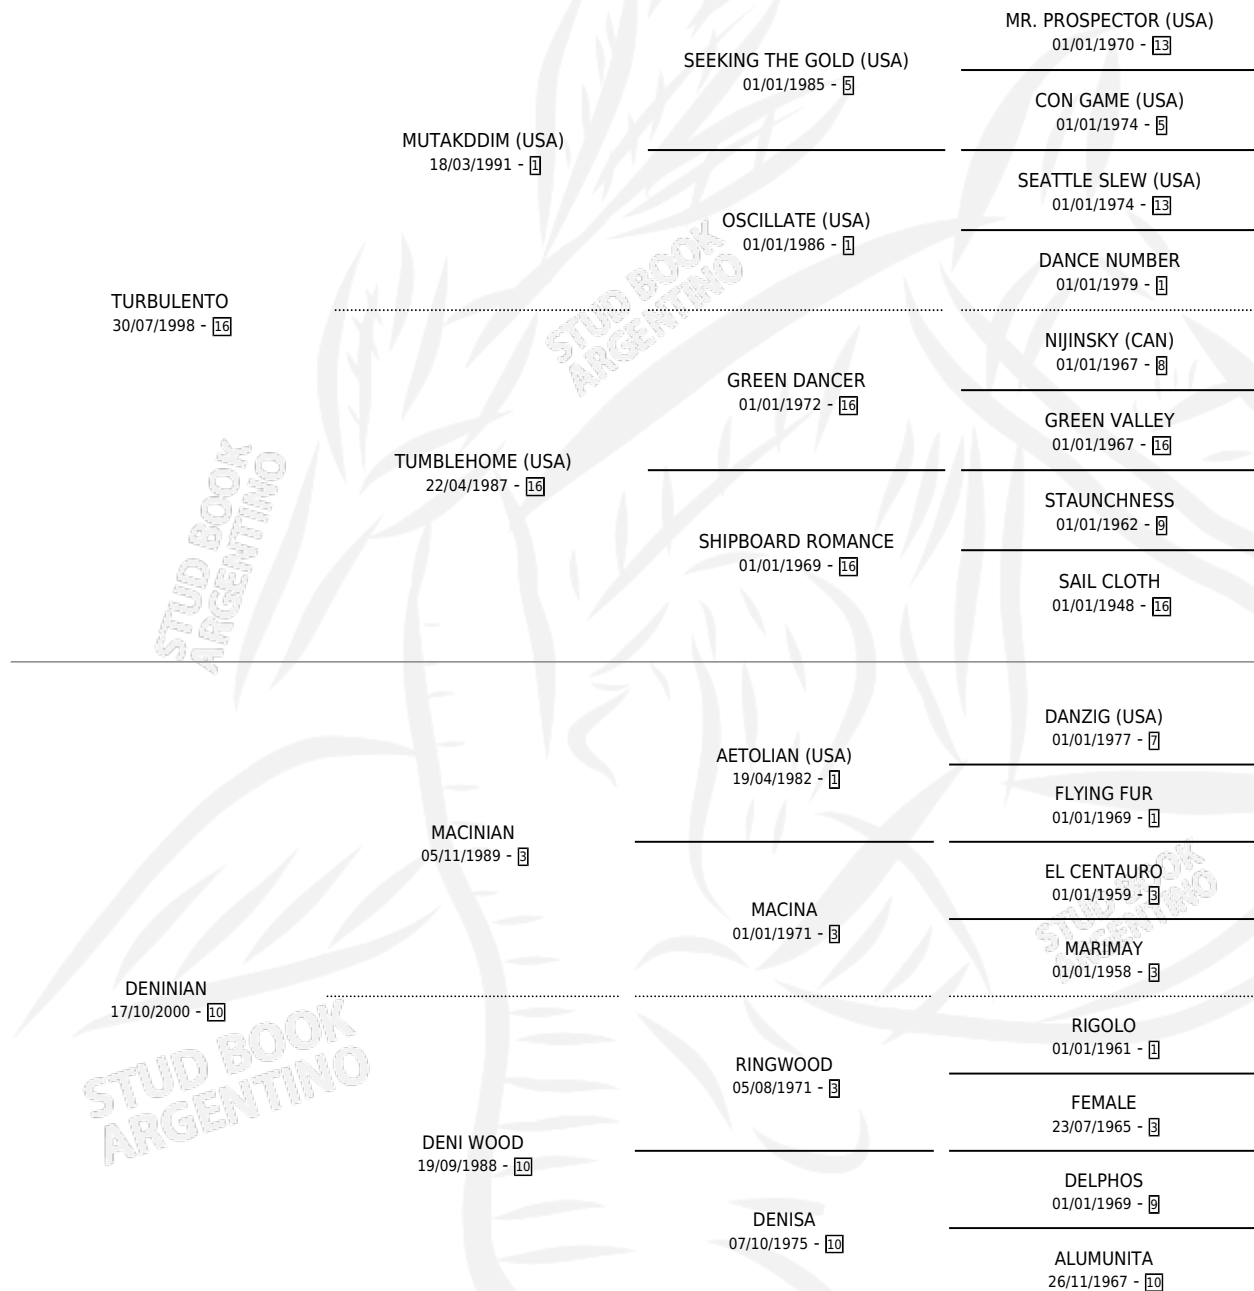 MR. PROSPECTOR (USA)
01/01/1970 - 13
SEEKING THE GOLD (USA)
01/01/1985 - 5
CON GAME (USA)
01/01/1974 - 5
MUTAKDDIM (USA)
18/03/1991 - 1
SEATTLE SLEW (USA)
01/01/1974 - 13
OSCILLATE (USA)
01/01/1986 - 1
DANCE NUMBER
01/01/1979 - 1
TURBULENTO
30/07/1998 - 16
NIJINSKY (CAN)
01/01/1967 - 8
GREEN DANCER
01/01/1972 - 16
GREEN VALLEY
01/01/1967 - 16
TUMBLEHOME (USA)
22/04/1987 - 16
STAUNCHNESS
01/01/1962 - 9
SHIPBOARD ROMANCE
01/01/1969 - 16
SAIL CLOTH
01/01/1948 - 16
DANZIG (USA)
01/01/1977 - 7
AETOLIAN (USA)
19/04/1982 - 1
FLYING FUR
01/01/1969 - 1
MACINIAN
05/11/1989 - 3
EL CENTAURO
01/01/1959 - 3
MACINA
01/01/1971 - 3
MARIMAY
01/01/1958 - 3
DENINIAN
17/10/2000 - 10
RIGOLO
01/01/1961 - 1
RINGWOOD
05/08/1971 - 3
FEMALE
23/07/1965 - 3
DENI WOOD
19/09/1988 - 10
DELPHOS
01/01/1969 - 9
DENISA
07/10/1975 - 10
ALUMUNITA
26/11/1967 - 10
STUD BOOK
ARGENTINO
STUD BOOK
ARGENTINO
STUD BOOK
ARGENTINO
STUD BOOK
ARGENTINO